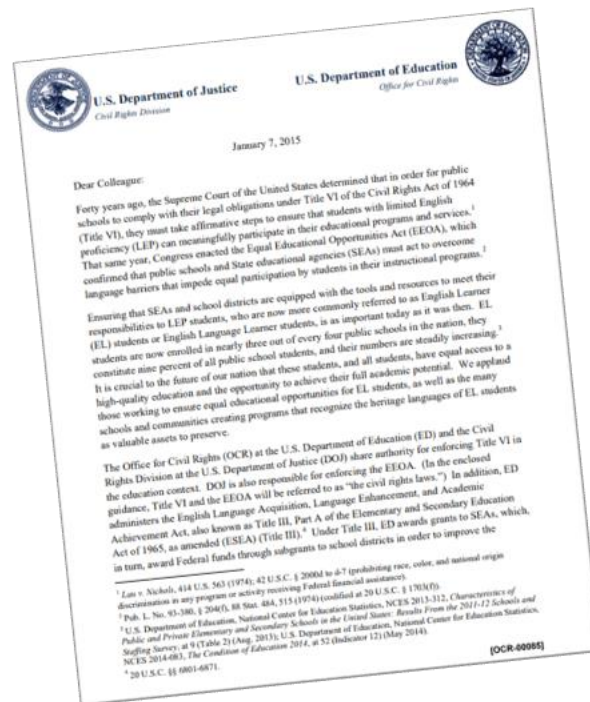 U.S. Department of Justice
Civil Rights Division
U.S. Department of Education
Office for Civil Rights
January 7, 2015
Dear Colleague:
Forty years ago, the Supreme Court of the United States determined that in order for public
schools to comply with their legal obligations under Title VI of the Civil Rights Act of 1964
(Title VI), they must take affirmative steps to ensure that students with limited English
proficiency (LEP) can meaningfully participate in their educational programs and services.1
That same year, Congress enacted the Equal Educational Opportunities Act (EEOA), which
confirmed that public schools and State educational agencies (SEAs) must act to overcome
language barriers that impede equal participation by students in their instructional programs.2
Ensuring that SEAs and school districts are equipped with the tools and resources to meet their
responsibilities to LEP students, who are now more commonly referred to as English Learner
(EL) students or English Language Learner students, is as important today as it was then. EL
students are now enrolled in nearly three out of every four public schools in the nation, they
constitute nine percent of all public school students, and their numbers are steadily increasing.3
It is crucial to the future of our nation that these students, and all students, have equal access to a
high-quality education and the opportunity to achieve their full academic potential. We applaud
those working to ensure equal educational opportunities for EL students, as well as the many
schools and communities creating programs that recognize the heritage languages of EL students
as valuable assets to preserve.
The Office for Civil Rights (OCR) at the U.S. Department of Education (ED) and the Civil
Rights Division at the U.S. Department of Justice (DOJ) share authority for enforcing Title VI in
the education context. DOJ is also responsible for enforcing the EEOA. (In the enclosed
guidance, Title VI and the EEOA will be referred to as “the civil rights laws.”) In addition, ED
administers the English Language Acquisition, Language Enhancement, and Academic
Achievement Act, also known as Title III, Part A of the Elementary and Secondary Education
Act of 1965, as amended (ESEA) (Title III).4 Under Title III, ED awards grants to SEAs, which,
in turn, award Federal funds through subgrants to school districts in order to improve the
1 Lau v. Nichols, 414 U.S. 563 (1974); 42 U.S.C. § 2000d to d-7 (prohibiting race, color, and national origin
discrimination in any program or activity receiving Federal financial assistance).
2 Pub. L. No. 93-380, § 204(f), 88 Stat. 484, 515 (1974) (codified at 20 U.S.C. § 1703(f)).
3 U.S. Department of Education, National Center for Education Statistics, NCES 2013-312, Characteristics of
Public and Private Elementary and Secondary Schools in the United States: Results From the 2011-12 Schools and
Staffing Survey, at 9 (Table 2) (Aug. 2013); U.S. Department of Education, National Center for Education Statistics,
NCES 2014-083, The Condition of Education 2014, at 52 (Indicator 12) (May 2014).
4 20 U.S.C. §§ 6801-6871.
[OCR-00085]